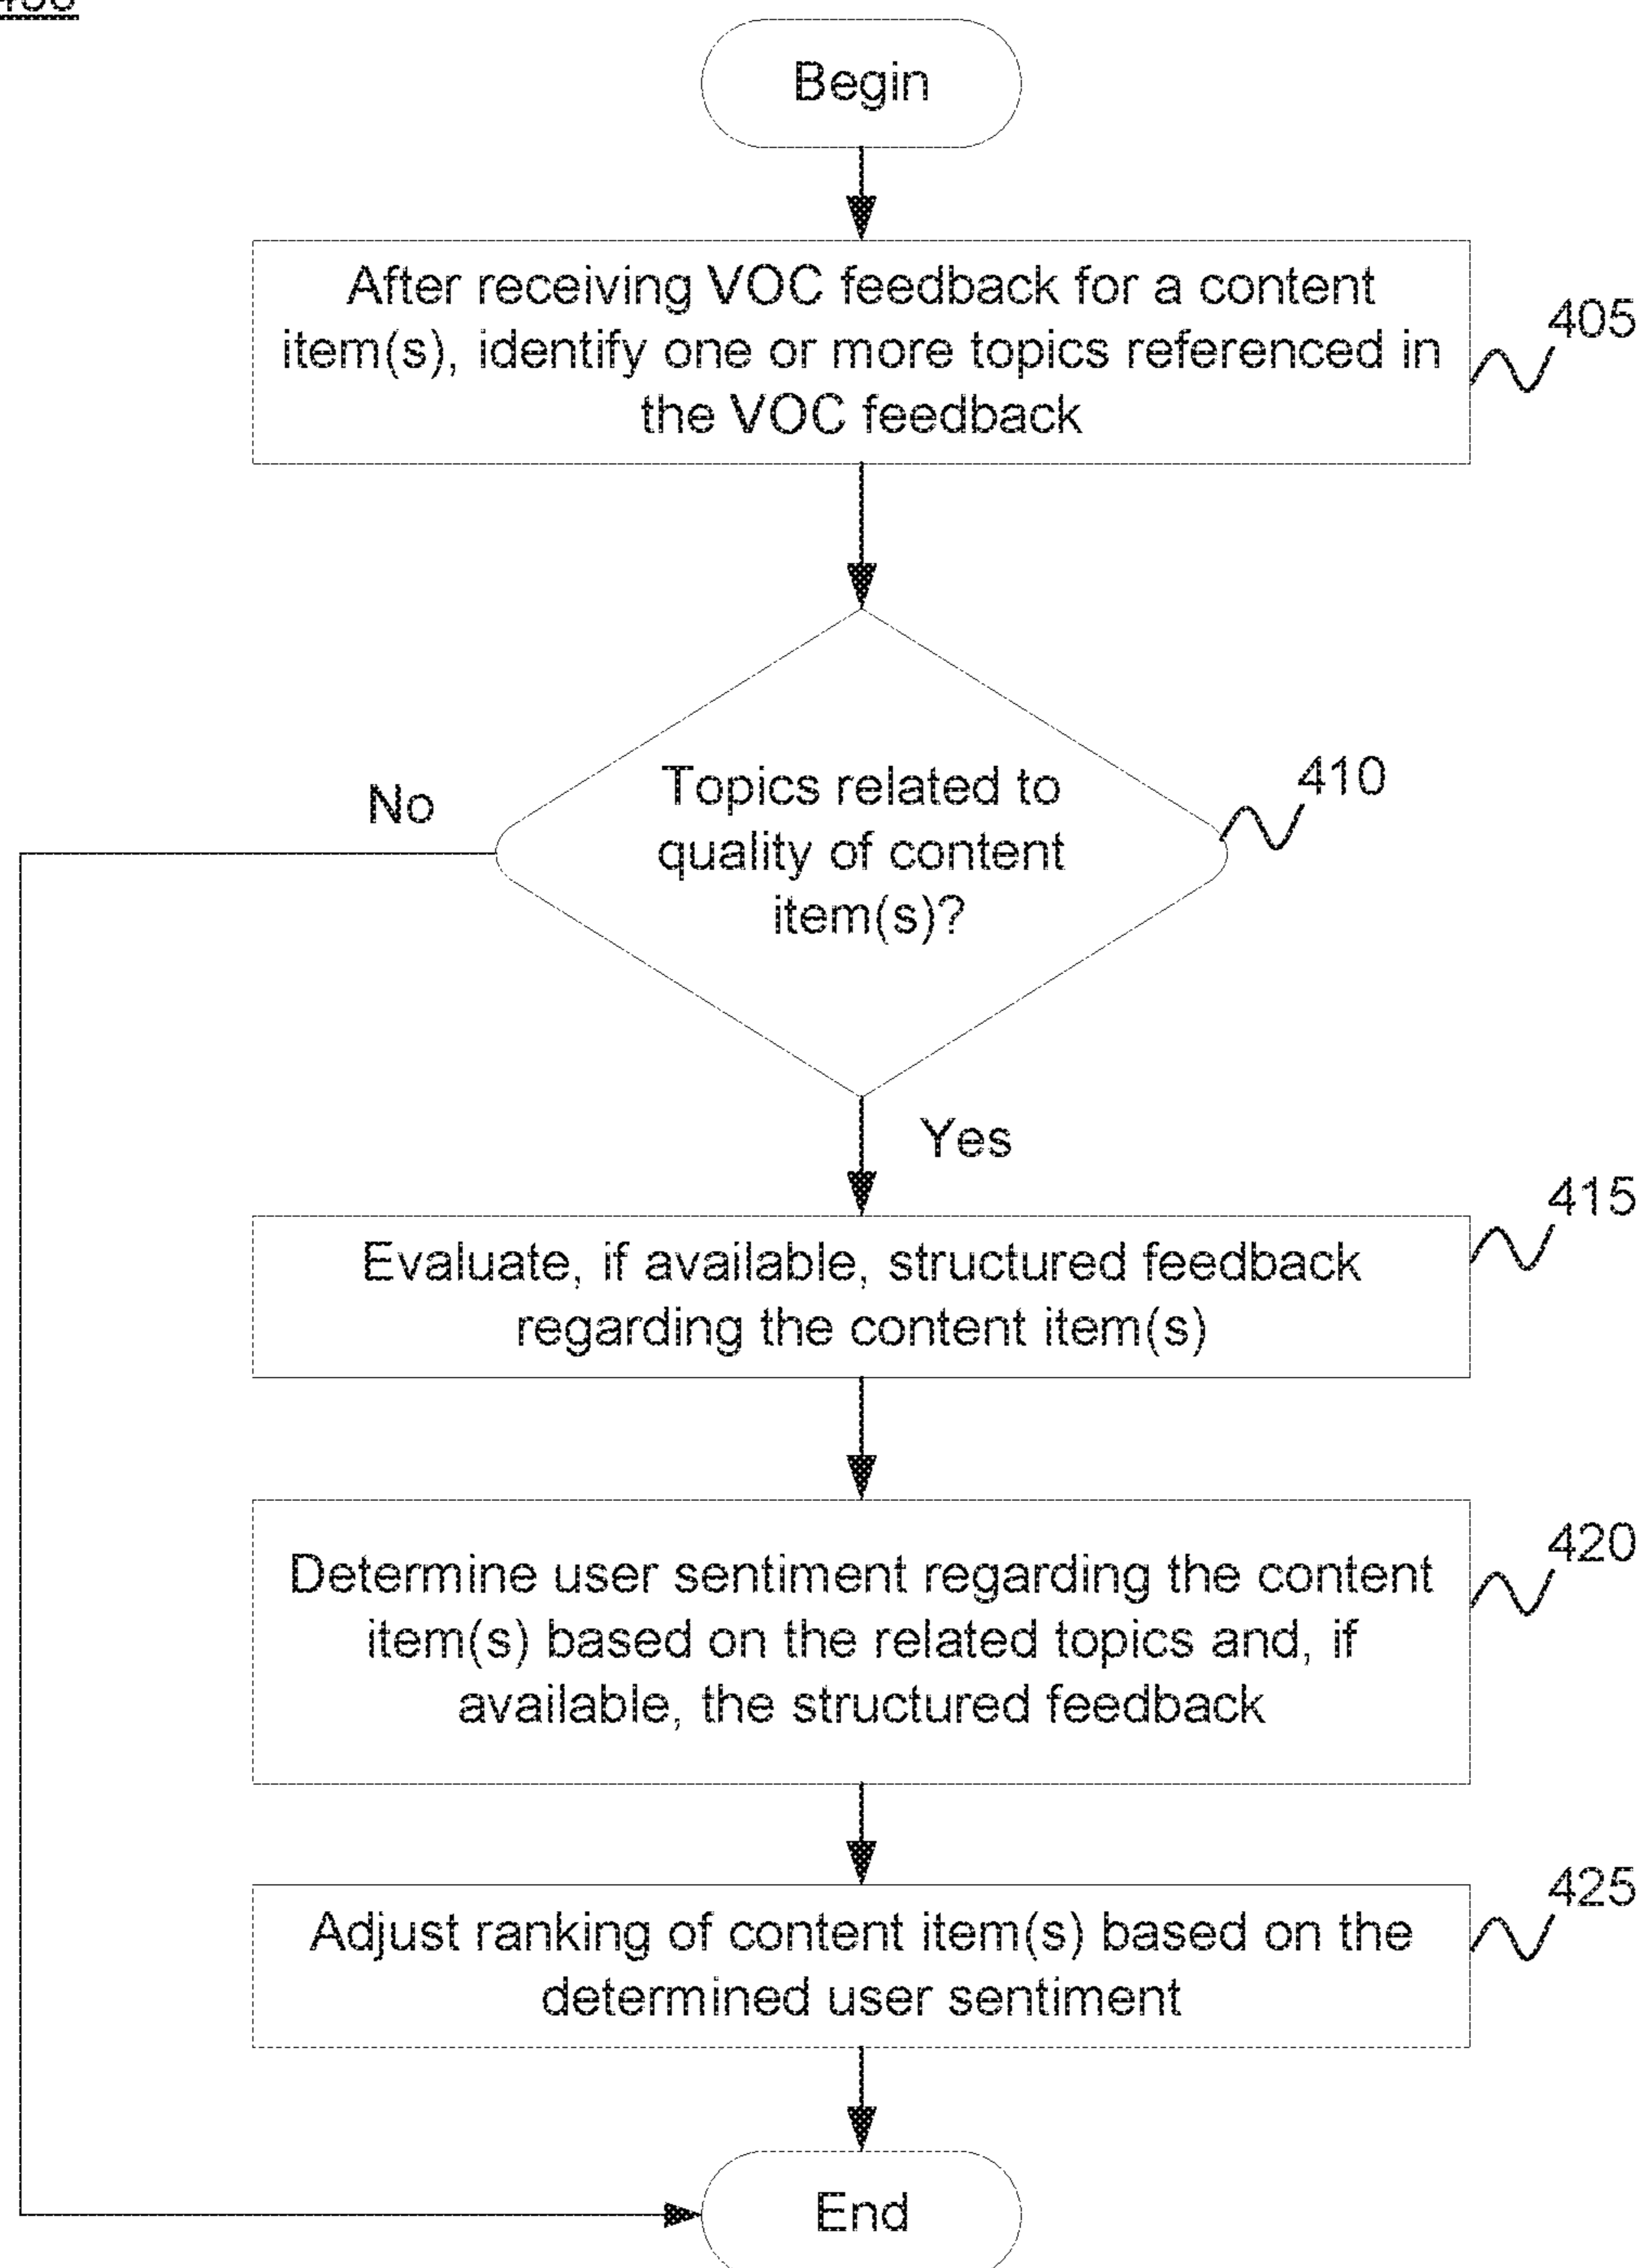 Begin
After receiving VOC feedback for a content
item(s), identify one or more topics referenced in
the VOC feedback
405
Topics related to
quality of content
item(s)?
410
No
Yes
415
Evaluate, if available, structured feedback
regarding the content item(s)
420
Determine user sentiment regarding the content
item(s) based on the related topics and, if
available, the structured feedback
425
Adjust ranking of content item(s) based on the
determined user sentiment
End